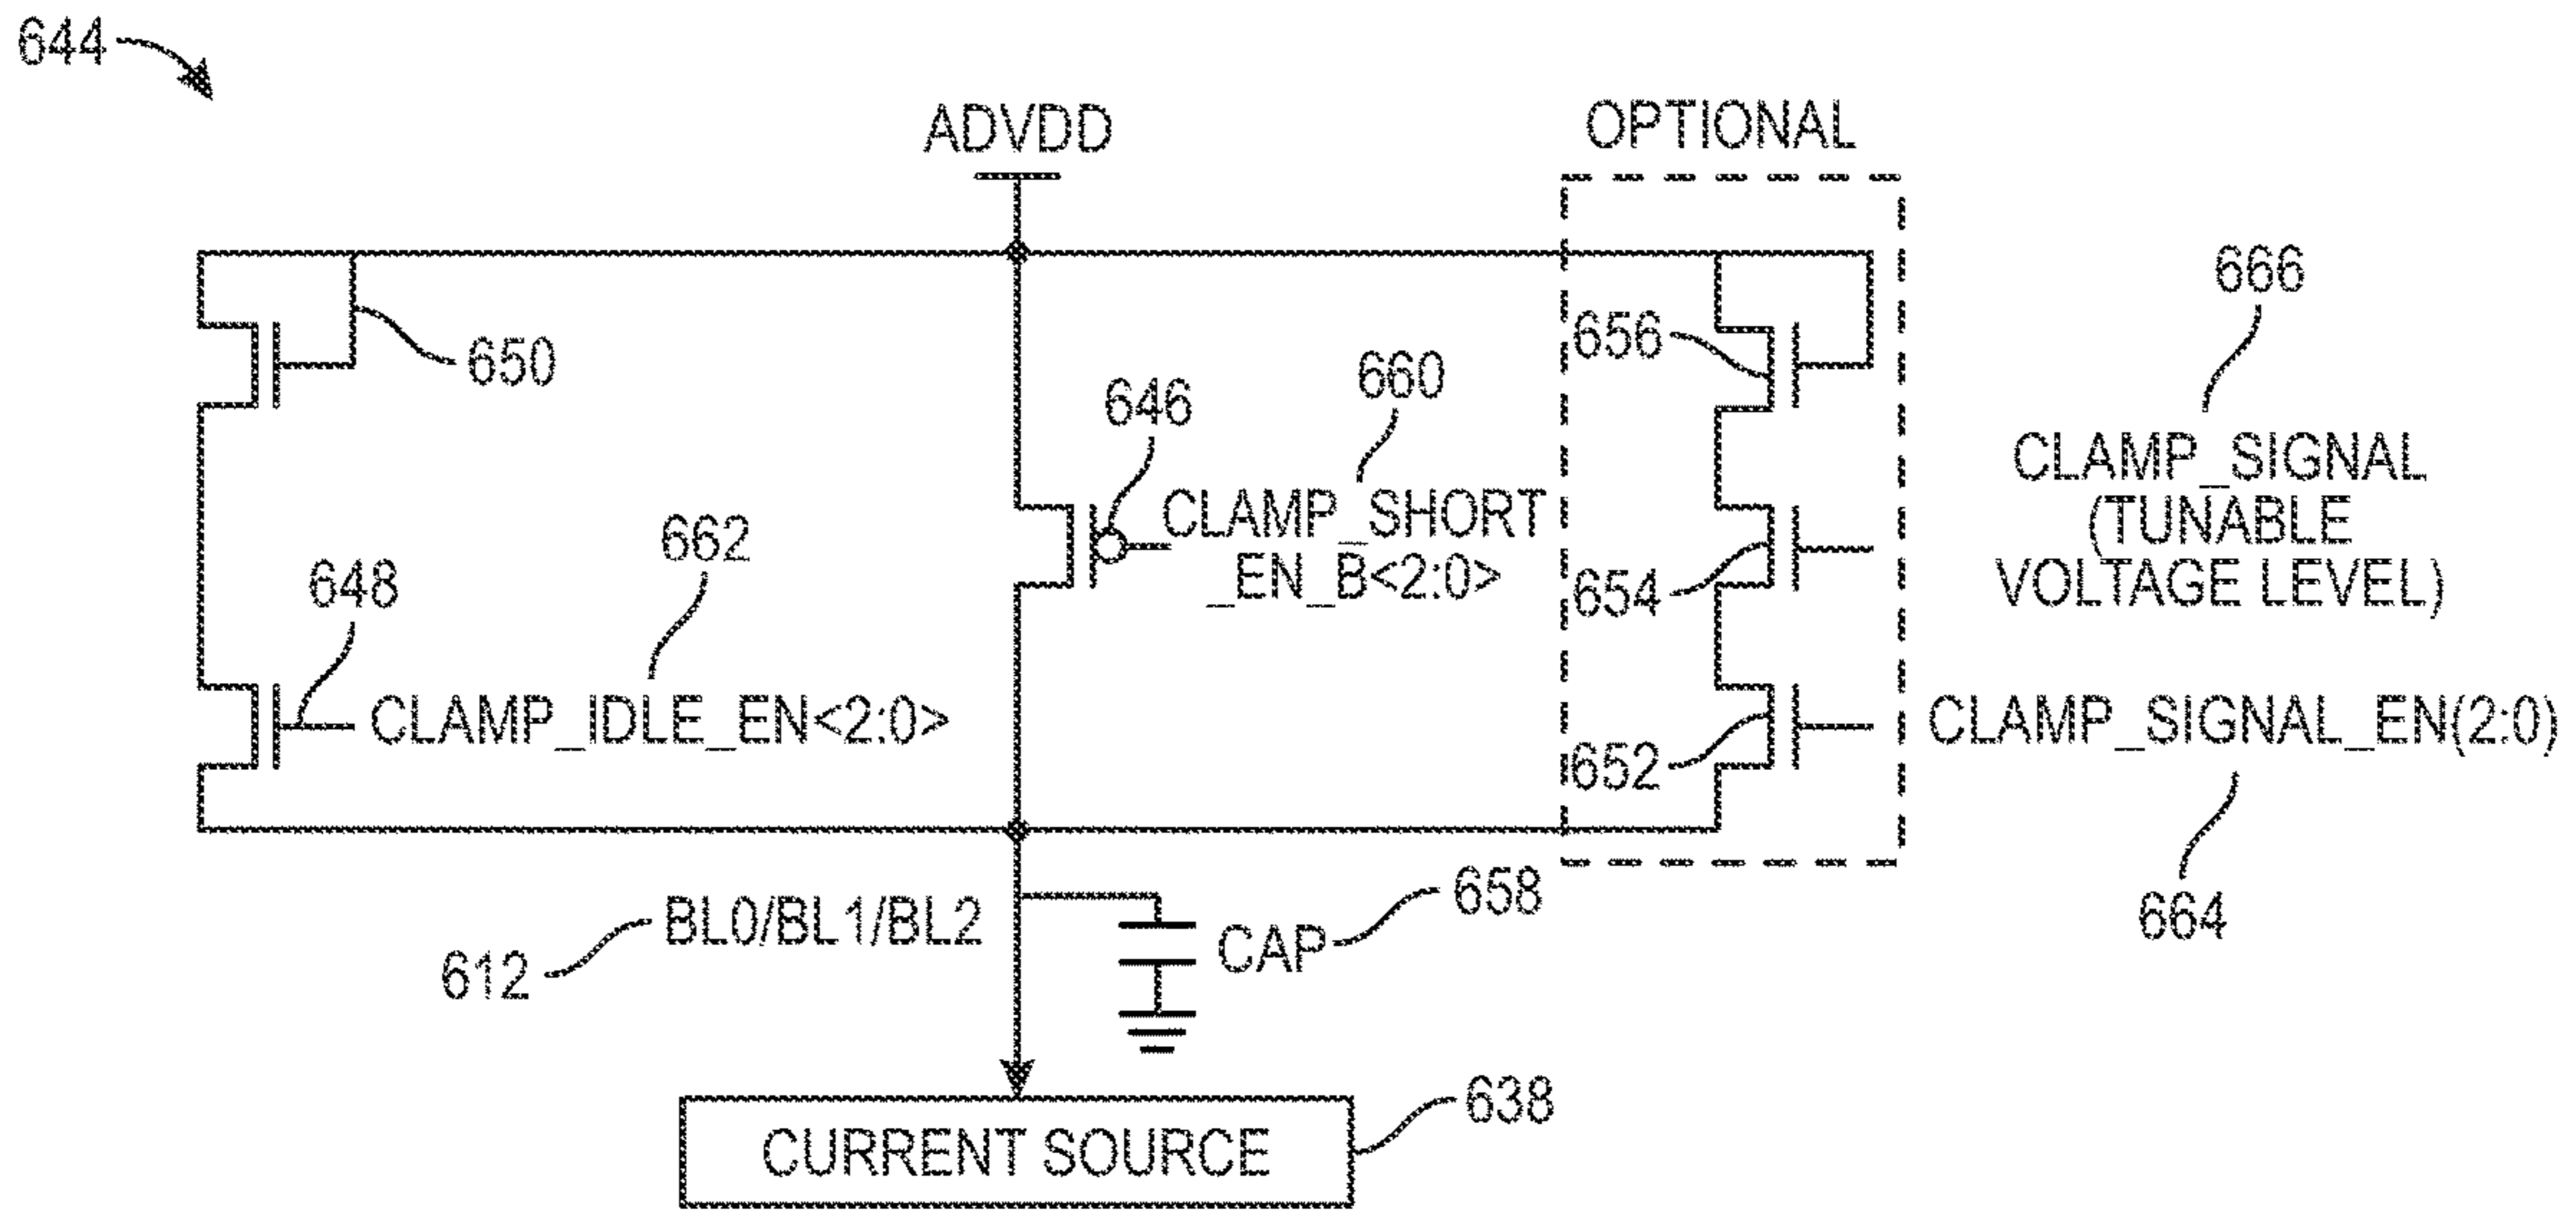 644
ADVDD
OPTIONAL
666
656
650
660
646
CLAMP_SIGNAL
(TUNABLE
VOLTAGE LEVEL)
CLAMP_SHORT
_EN_B<2:0>
662
648
654
CLAMP_IDLE_EN<2:0>
652
CLAMP_SIGNAL_EN(2:0)
664
658
BL0/BL1/BL2
CAP
612
638
CURRENT SOURCE